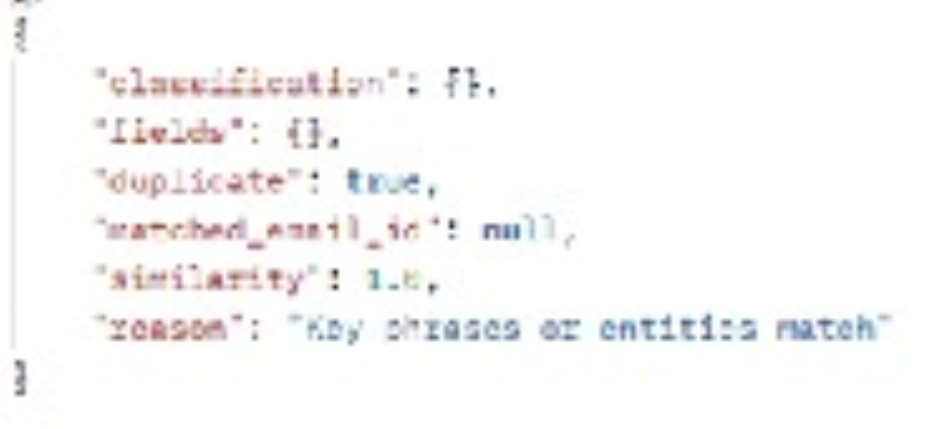 {
"classification": {},
"fields": {},
"duplicate": true,
"matched_email_id": null,
"similarity": 1.0,
"reason": "Key phrases or entities match"
}